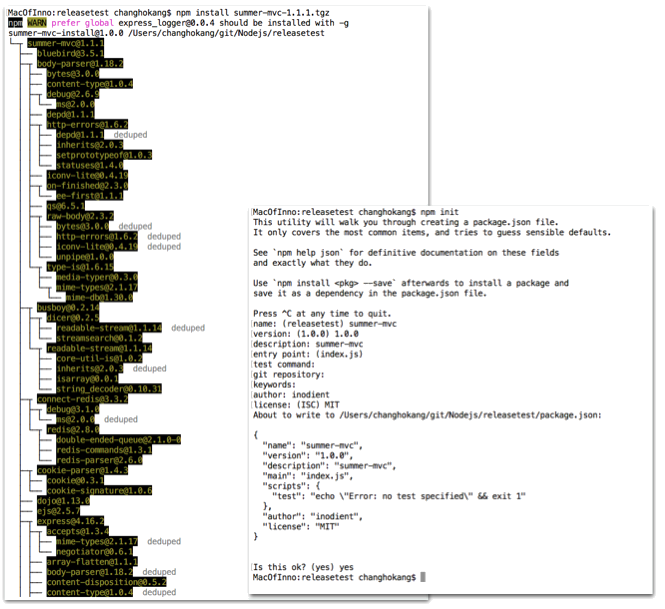 MacOfInno:releasetest changhokang$ npm install summer-mvc-1.1.1.tgz
npm WARN prefer global express_logger@0.0.4 should be installed with -g
summer-mvc-install@1.0.0 /Users/changhokang/git/Nodejs/releasetest
summer-mvc@1.1.1
bluebird@3.5.1
body-parser@1.18.2
bytes@3.0.0
content-type@1.0.4
debug@2.6.9
ms@2.0.0
depd@1.1.1
http-errors@1.6.2
depd@1.1.1 deduped
inherits@2.0.3
setprototypeof@1.0.3
statuses@1.4.0
iconv-lite@0.4.19
on-finished@2.3.0
ee-first@1.1.1
qs@6.5.1
raw-body@2.3.2
bytes@3.0.0 deduped
http-errors@1.6.2 deduped
iconv-lite@0.4.19 deduped
unpipe@1.0.0
type-is@1.6.15
media-typer@0.3.0
mime-types@2.1.17
mime-db@1.30.0
busboy@0.2.14
dicer@0.2.5
readable-stream@1.1.14 deduped
streamsearch@0.1.2
readable-stream@1.1.14
core-util-is@1.0.2
inherits@2.0.3 deduped
isarray@0.0.1
string_decoder@0.10.31
connect-redis@3.3.2
debug@3.1.0
ms@2.0.0 deduped
redis@2.8.0
double-ended-queue@2.1.0-0
redis-commands@1.3.1
redis-parser@2.6.0
cookie-parser@1.4.3
cookie@0.3.1
cookie-signature@1.0.6
dojo@1.13.0
ejs@2.5.7
express@4.16.2
accepts@1.3.4
mime-types@2.1.17 deduped
negotiator@0.6.1
array-flatten@1.1.1
body-parser@1.18.2 deduped
content-disposition@0.5.2
content-type@1.0.4 deduped
MacOfInno:releasetest changhokang$ npm init
This utility will walk you through creating a package.json file.
It only covers the most common items, and tries to guess sensible defaults.
See `npm help json` for definitive documentation on these fields
and exactly what they do.
Use `npm install <pkg> --save` afterwards to install a package and
save it as a dependency in the package.json file.
Press ^C at any time to quit.
name: (releasetest) summer-mvc
version: (1.0.0) 1.0.0
description: summer-mvc
entry point: (index.js)
test command:
git repository:
keywords:
author: inodient
license: (ISC) MIT
About to write to /Users/changhokang/git/Nodejs/releasetest/package.json:
{
"name": "summer-mvc",
"version": "1.0.0",
"description": "summer-mvc",
"main": "index.js",
"scripts": {
"test": "echo \"Error: no test specified\" && exit 1"
},
"author": "inodient",
"license": "MIT"
}
Is this ok? (yes) yes
MacOfInno:releasetest changhokang$